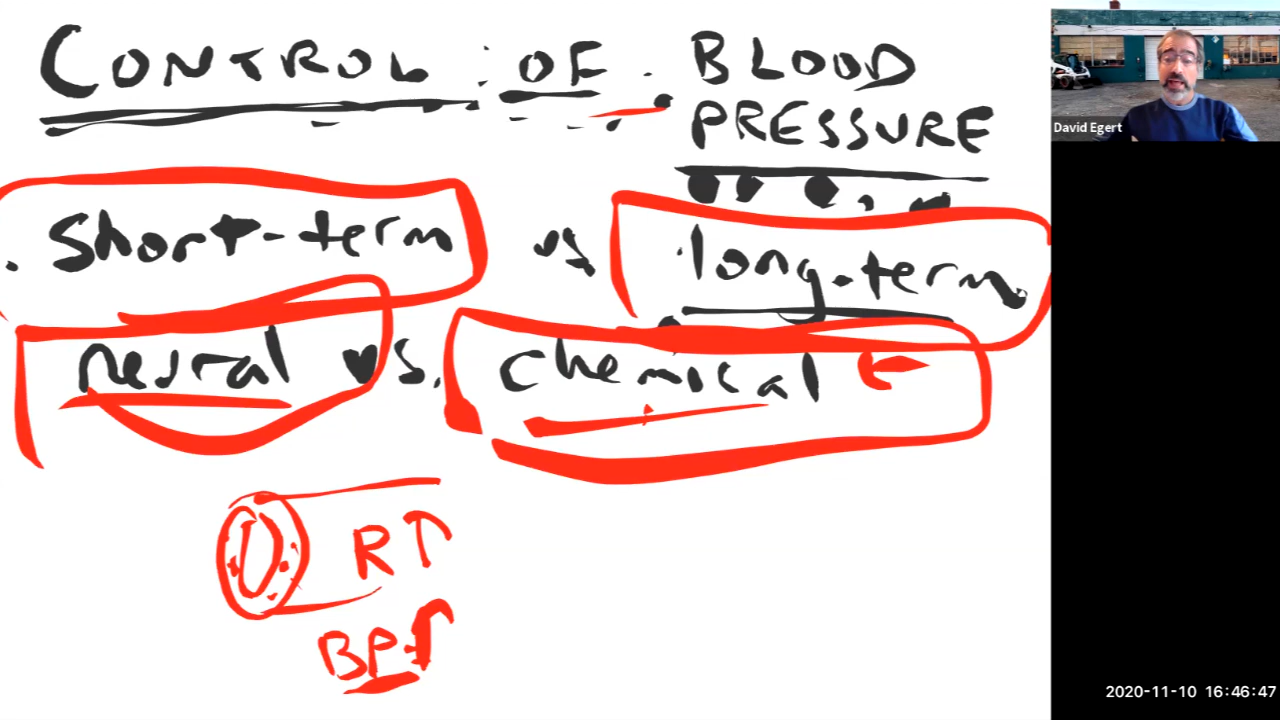 CONTROL OF BLOOD
PRESSURE
David Egert
Short-term vs long-term
neural vs. chemical
R↑
BP↑
2020-11-10 16:46:47